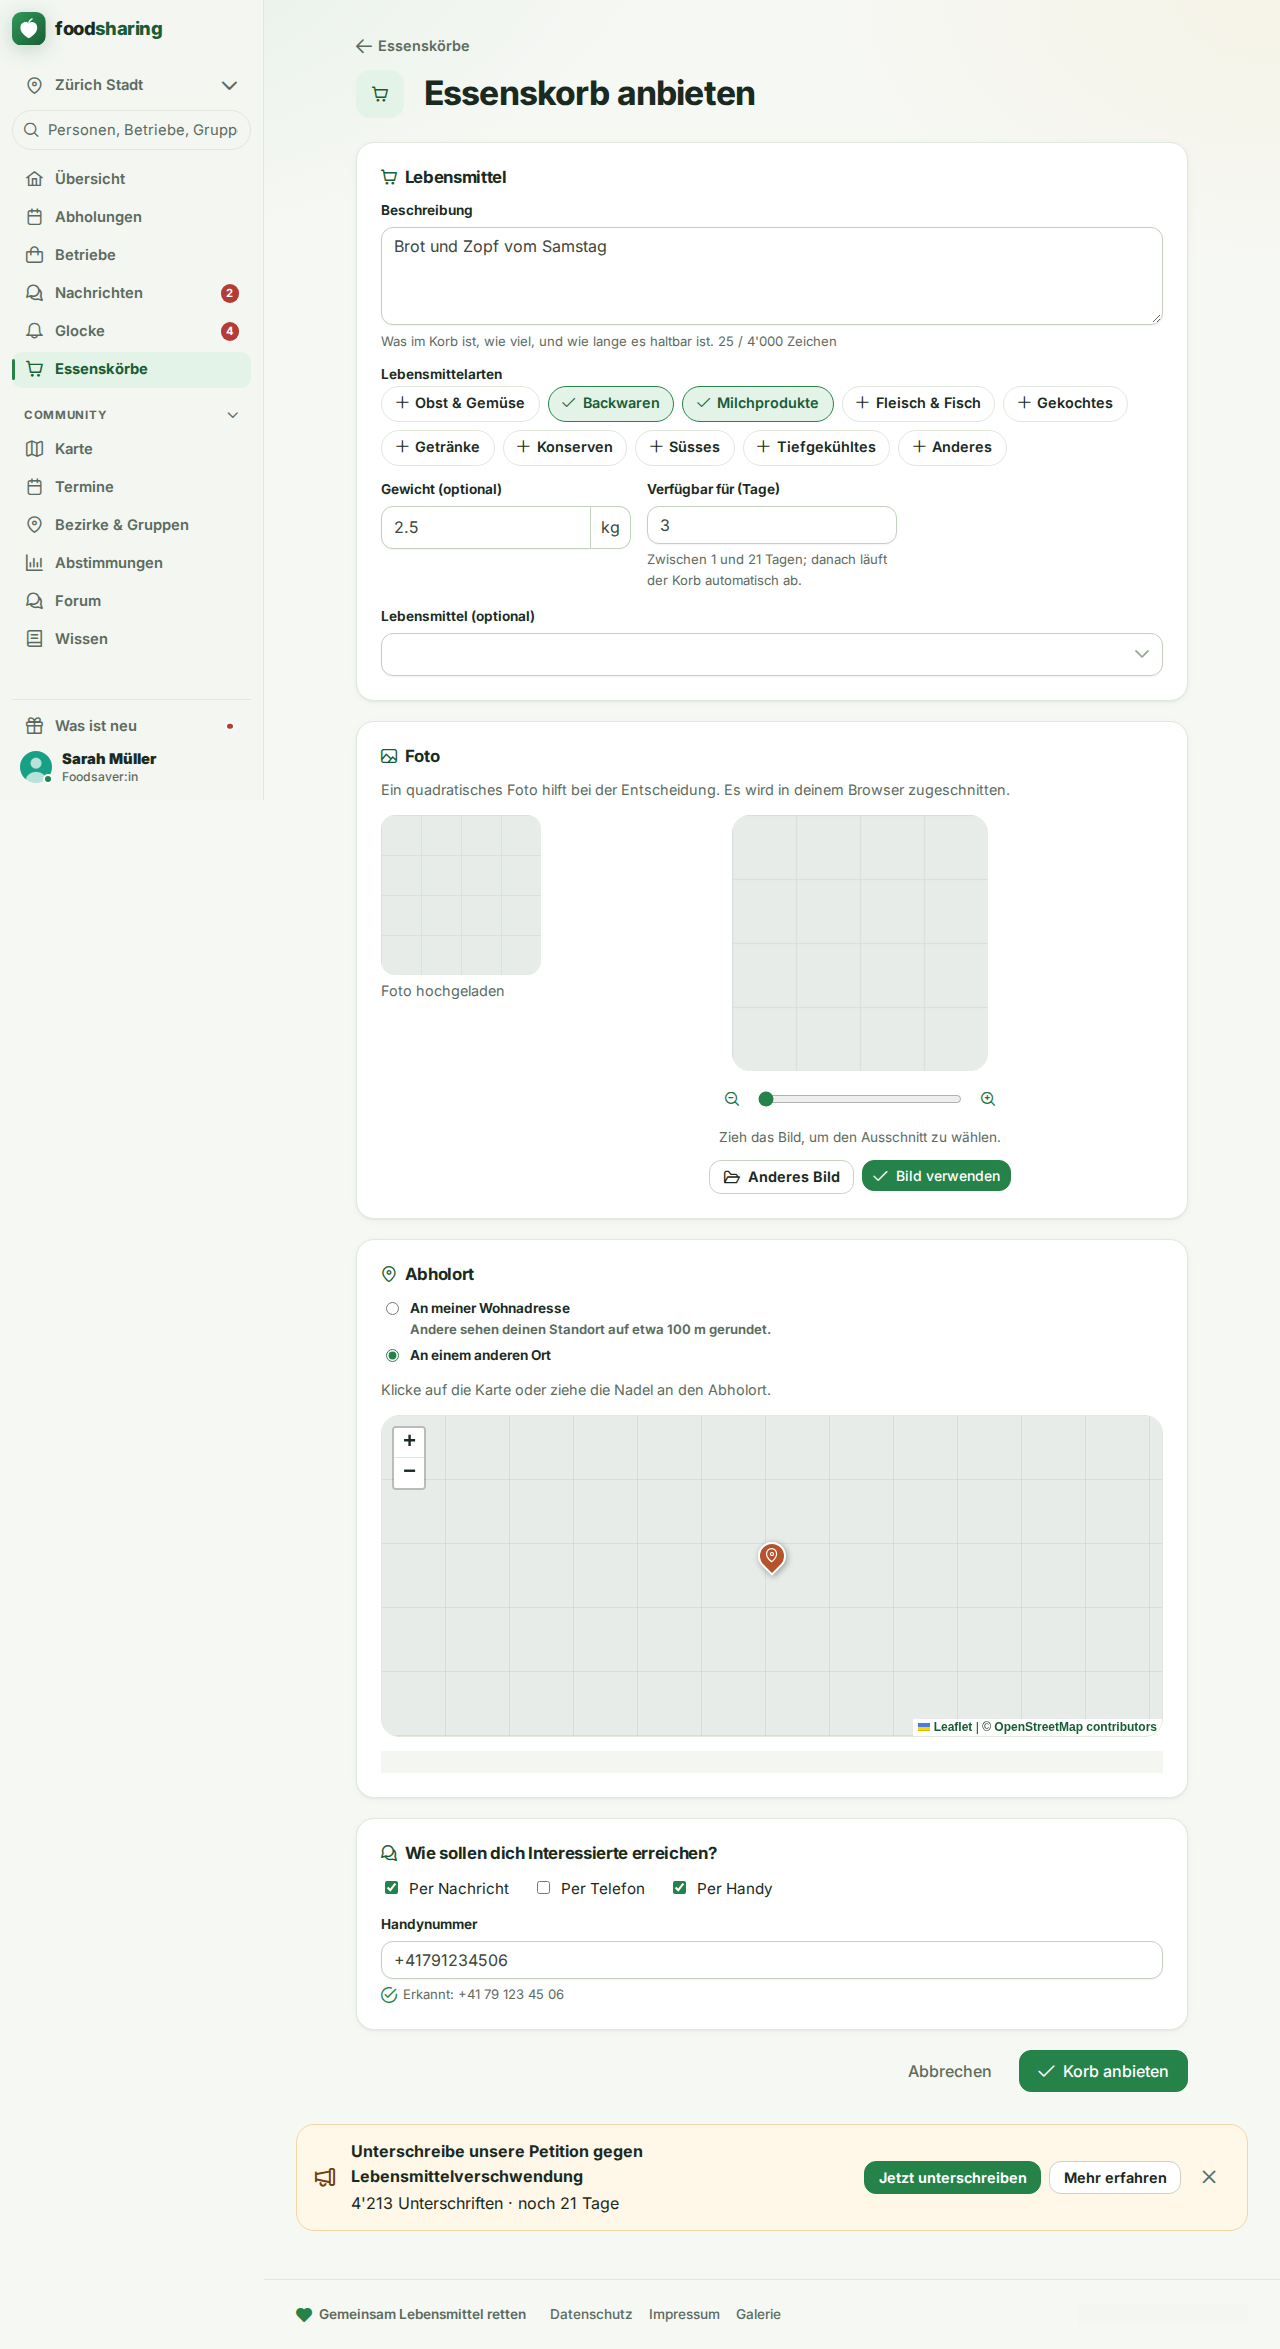 foodsharing
Zürich Stadt
Personen, Betriebe, Grupp
Übersicht
Abholungen
Betriebe
Nachrichten 2
Glocke 4
Essenskörbe
COMMUNITY
Karte
Termine
Bezirke & Gruppen
Abstimmungen
Forum
Wissen
Was ist neu
Sarah Müller
Foodsaver:in
Essenskörbe
Essenskorb anbieten
Lebensmittel
Beschreibung
Brot und Zopf vom Samstag
Was im Korb ist, wie viel, und wie lange es haltbar ist. 25 / 4'000 Zeichen
Lebensmittelarten
Obst & Gemüse Backwaren Milchprodukte Fleisch & Fisch Gekochtes
Getränke Konserven Süsses Tiefgekühltes Anderes
Gewicht (optional) Verfügbar für (Tage)
2.5 kg 3
Zwischen 1 und 21 Tagen; danach läuft
der Korb automatisch ab.
Lebensmittel (optional)
Foto
Ein quadratisches Foto hilft bei der Entscheidung. Es wird in deinem Browser zugeschnitten.
Foto hochgeladen
Zieh das Bild, um den Ausschnitt zu wählen.
Anderes Bild Bild verwenden
Abholort
An meiner Wohnadresse
Andere sehen deinen Standort auf etwa 100 m gerundet.
An einem anderen Ort
Klicke auf die Karte oder ziehe die Nadel an den Abholort.
+
−
Leaflet | © OpenStreetMap contributors
Wie sollen dich Interessierte erreichen?
Per Nachricht Per Telefon Per Handy
Handynummer
+41791234506
Erkannt: +41 79 123 45 06
Abbrechen Korb anbieten
Unterschreibe unsere Petition gegen
Lebensmittelverschwendung
4'213 Unterschriften · noch 21 Tage
Jetzt unterschreiben Mehr erfahren
Gemeinsam Lebensmittel retten Datenschutz Impressum Galerie